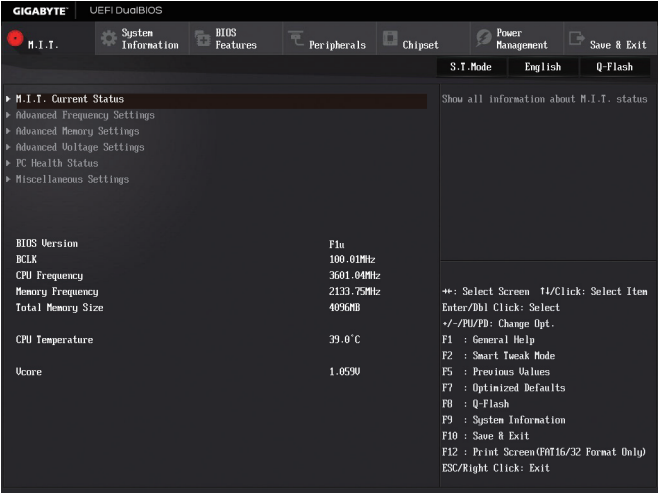 GIGABYTE™ UEFI DualBIOS
M.I.T.
System Information
BIOS Features
Peripherals
Chipset
Power Management
Save & Exit
S.T.Mode English Q-Flash
M.I.T. Current Status
Advanced Frequency Settings
Advanced Memory Settings
Advanced Voltage Settings
PC Health Status
Miscellaneous Settings
Show all information about M.I.T. status
BIOS Version F1u
BCLK 100.01MHz
CPU Frequency 3601.04MHz
Memory Frequency 2133.75MHz
Total Memory Size 4096MB
CPU Temperature 39.0°C
Vcore 1.059V
→←: Select Screen ↑↓/Click: Select Item
Enter/Dbl Click: Select
+/-/PU/PD: Change Opt.
F1 : General Help
F2 : Smart Tweak Mode
F5 : Previous Values
F7 : Optimized Defaults
F8 : Q-Flash
F9 : System Information
F10 : Save & Exit
F12 : Print Screen(FAT16/32 Format Only)
ESC/Right Click: Exit